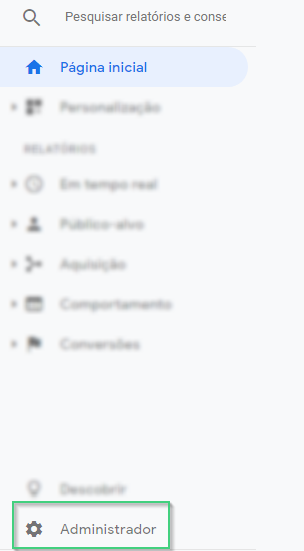 Pesquisar relatórios e conse
Página inicial
Personalização
RELATÓRIOS
Em tempo real
Público-alvo
Aquisição
Comportamento
Conversões
Descobrir
Administrador